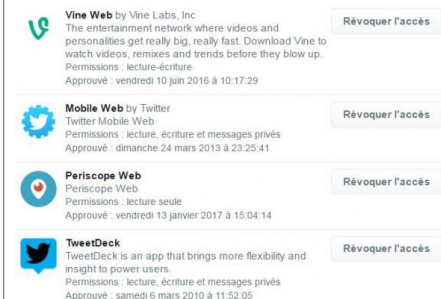 Vine Web by Vine Labs, Inc
Révoquer l'accès
The entertainment network where videos and
personalities get really big, really fast. Download Vine to
watch videos, remixes and trends before they blow up.
Permissions : lecture-écriture
Approuvé : vendredi 10 juin 2016 à 10:17:29
Mobile Web by Twitter
Révoquer l'accès
Twitter Mobile Web
Permissions : lecture, écriture et messages privés
Approuvé : dimanche 24 mars 2013 à 23:25:41
Periscope Web
Révoquer l'accès
Periscope Web
Permissions : lecture seule
Approuvé : vendredi 13 janvier 2017 à 15:04:14
TweetDeck
Révoquer l'accès
TweetDeck is an app that brings more flexibility and
insight to power users.
Permissions : lecture, écriture et messages privés
Approuvé : samedi 6 mars 2010 à 11:52:05